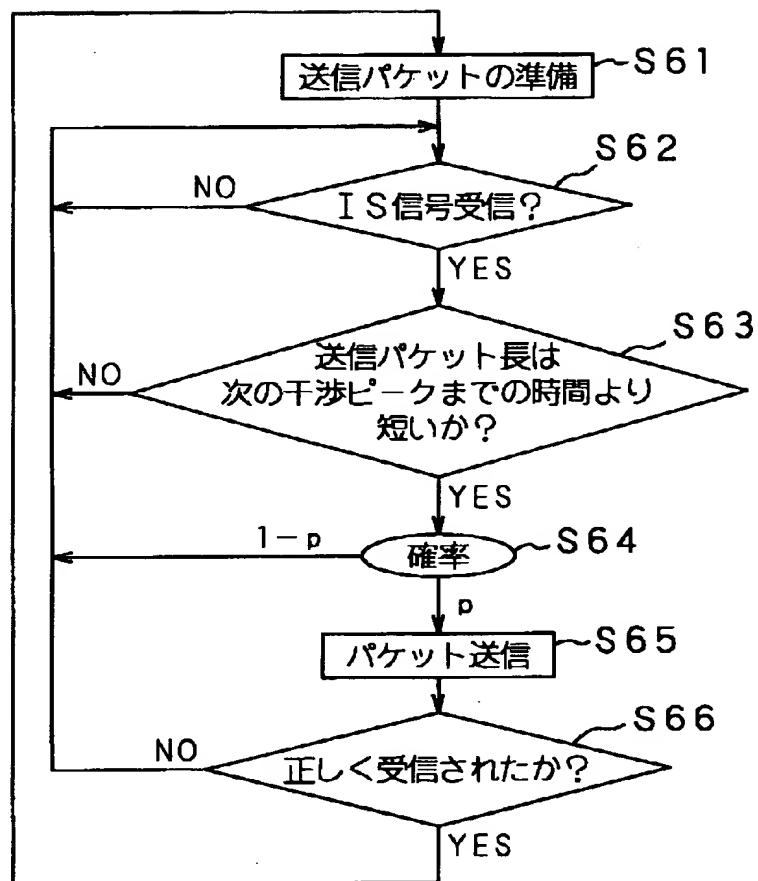 送信パケットの準備
S61
S62
NO
IS信号受信?
YES
S63
NO
送信パケット長は
次の干渉ピークまでの時間より
短いか?
YES
1-p
確率
S64
p
パケット送信
S65
S66
NO
正しく受信されたか?
YES